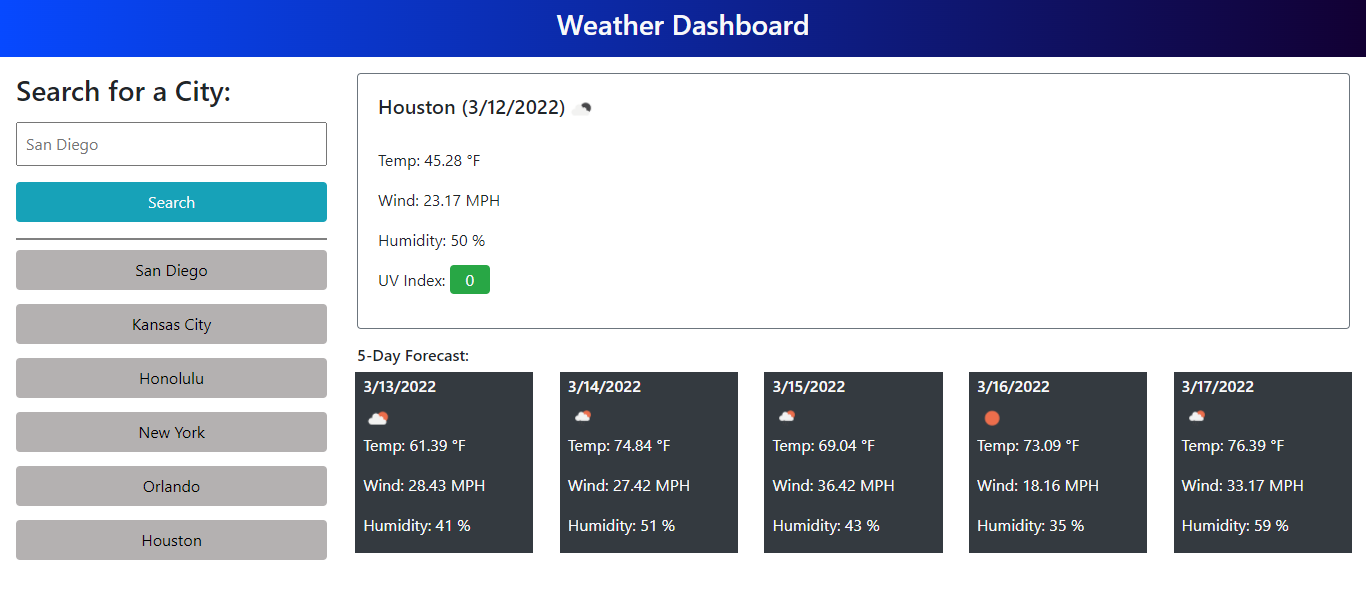 Weather Dashboard
Search for a City:
San Diego
Search
San Diego
Kansas City
Honolulu
New York
Orlando
Houston
Houston (3/12/2022)
Temp: 45.28 °F
Wind: 23.17 MPH
Humidity: 50 %
UV Index: 0
5-Day Forecast:
3/13/2022
Temp: 61.39 °F
Wind: 28.43 MPH
Humidity: 41 %
3/14/2022
Temp: 74.84 °F
Wind: 27.42 MPH
Humidity: 51 %
3/15/2022
Temp: 69.04 °F
Wind: 36.42 MPH
Humidity: 43 %
3/16/2022
Temp: 73.09 °F
Wind: 18.16 MPH
Humidity: 35 %
3/17/2022
Temp: 76.39 °F
Wind: 33.17 MPH
Humidity: 59 %